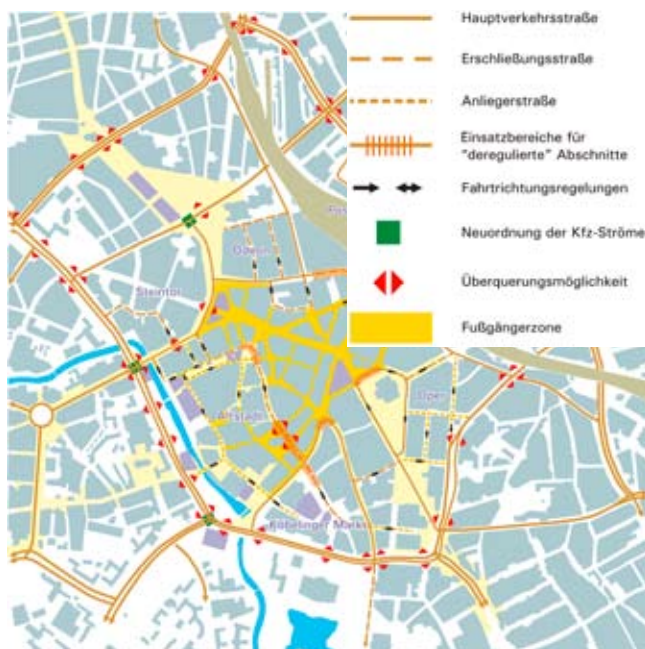 Hauptverkehrsstraße
Erschließungsstraße
Anliegerstraße
Einsatzbereiche für
"deregulierte" Abschnitte
Fahrtrichtungsregelungen
Neuordnung der Kfz-Ströme
Überquerungsmöglichkeit
Fußgängerzone
Steintor
Oper
Altstadt
Köbelinger Markt